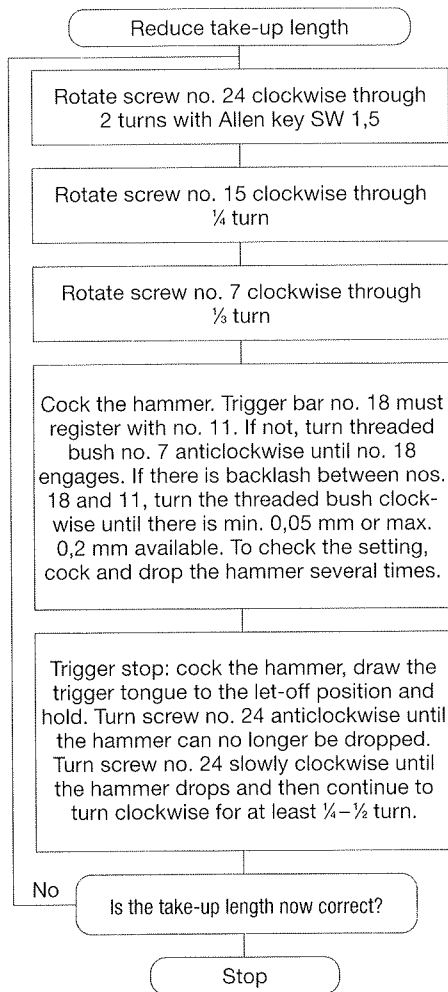 Reduce take-up length
Rotate screw no. 24 clockwise through
2 turns with Allen key SW 1,5
Rotate screw no. 15 clockwise through
¼ turn
Rotate screw no. 7 clockwise through
⅓ turn
Cock the hammer. Trigger bar no. 18 must
register with no. 11. If not, turn threaded
bush no. 7 anticlockwise until no. 18
engages. If there is backlash between nos.
18 and 11, turn the threaded bush clock-
wise until there is min. 0,05 mm or max.
0,2 mm available. To check the setting,
cock and drop the hammer several times.
Trigger stop: cock the hammer, draw the
trigger tongue to the let-off position and
hold. Turn screw no. 24 anticlockwise until
the hammer can no longer be dropped.
Turn screw no. 24 slowly clockwise until
the hammer drops and then continue to
turn clockwise for at least ¼–½ turn.
No
Is the take-up length now correct?
Stop